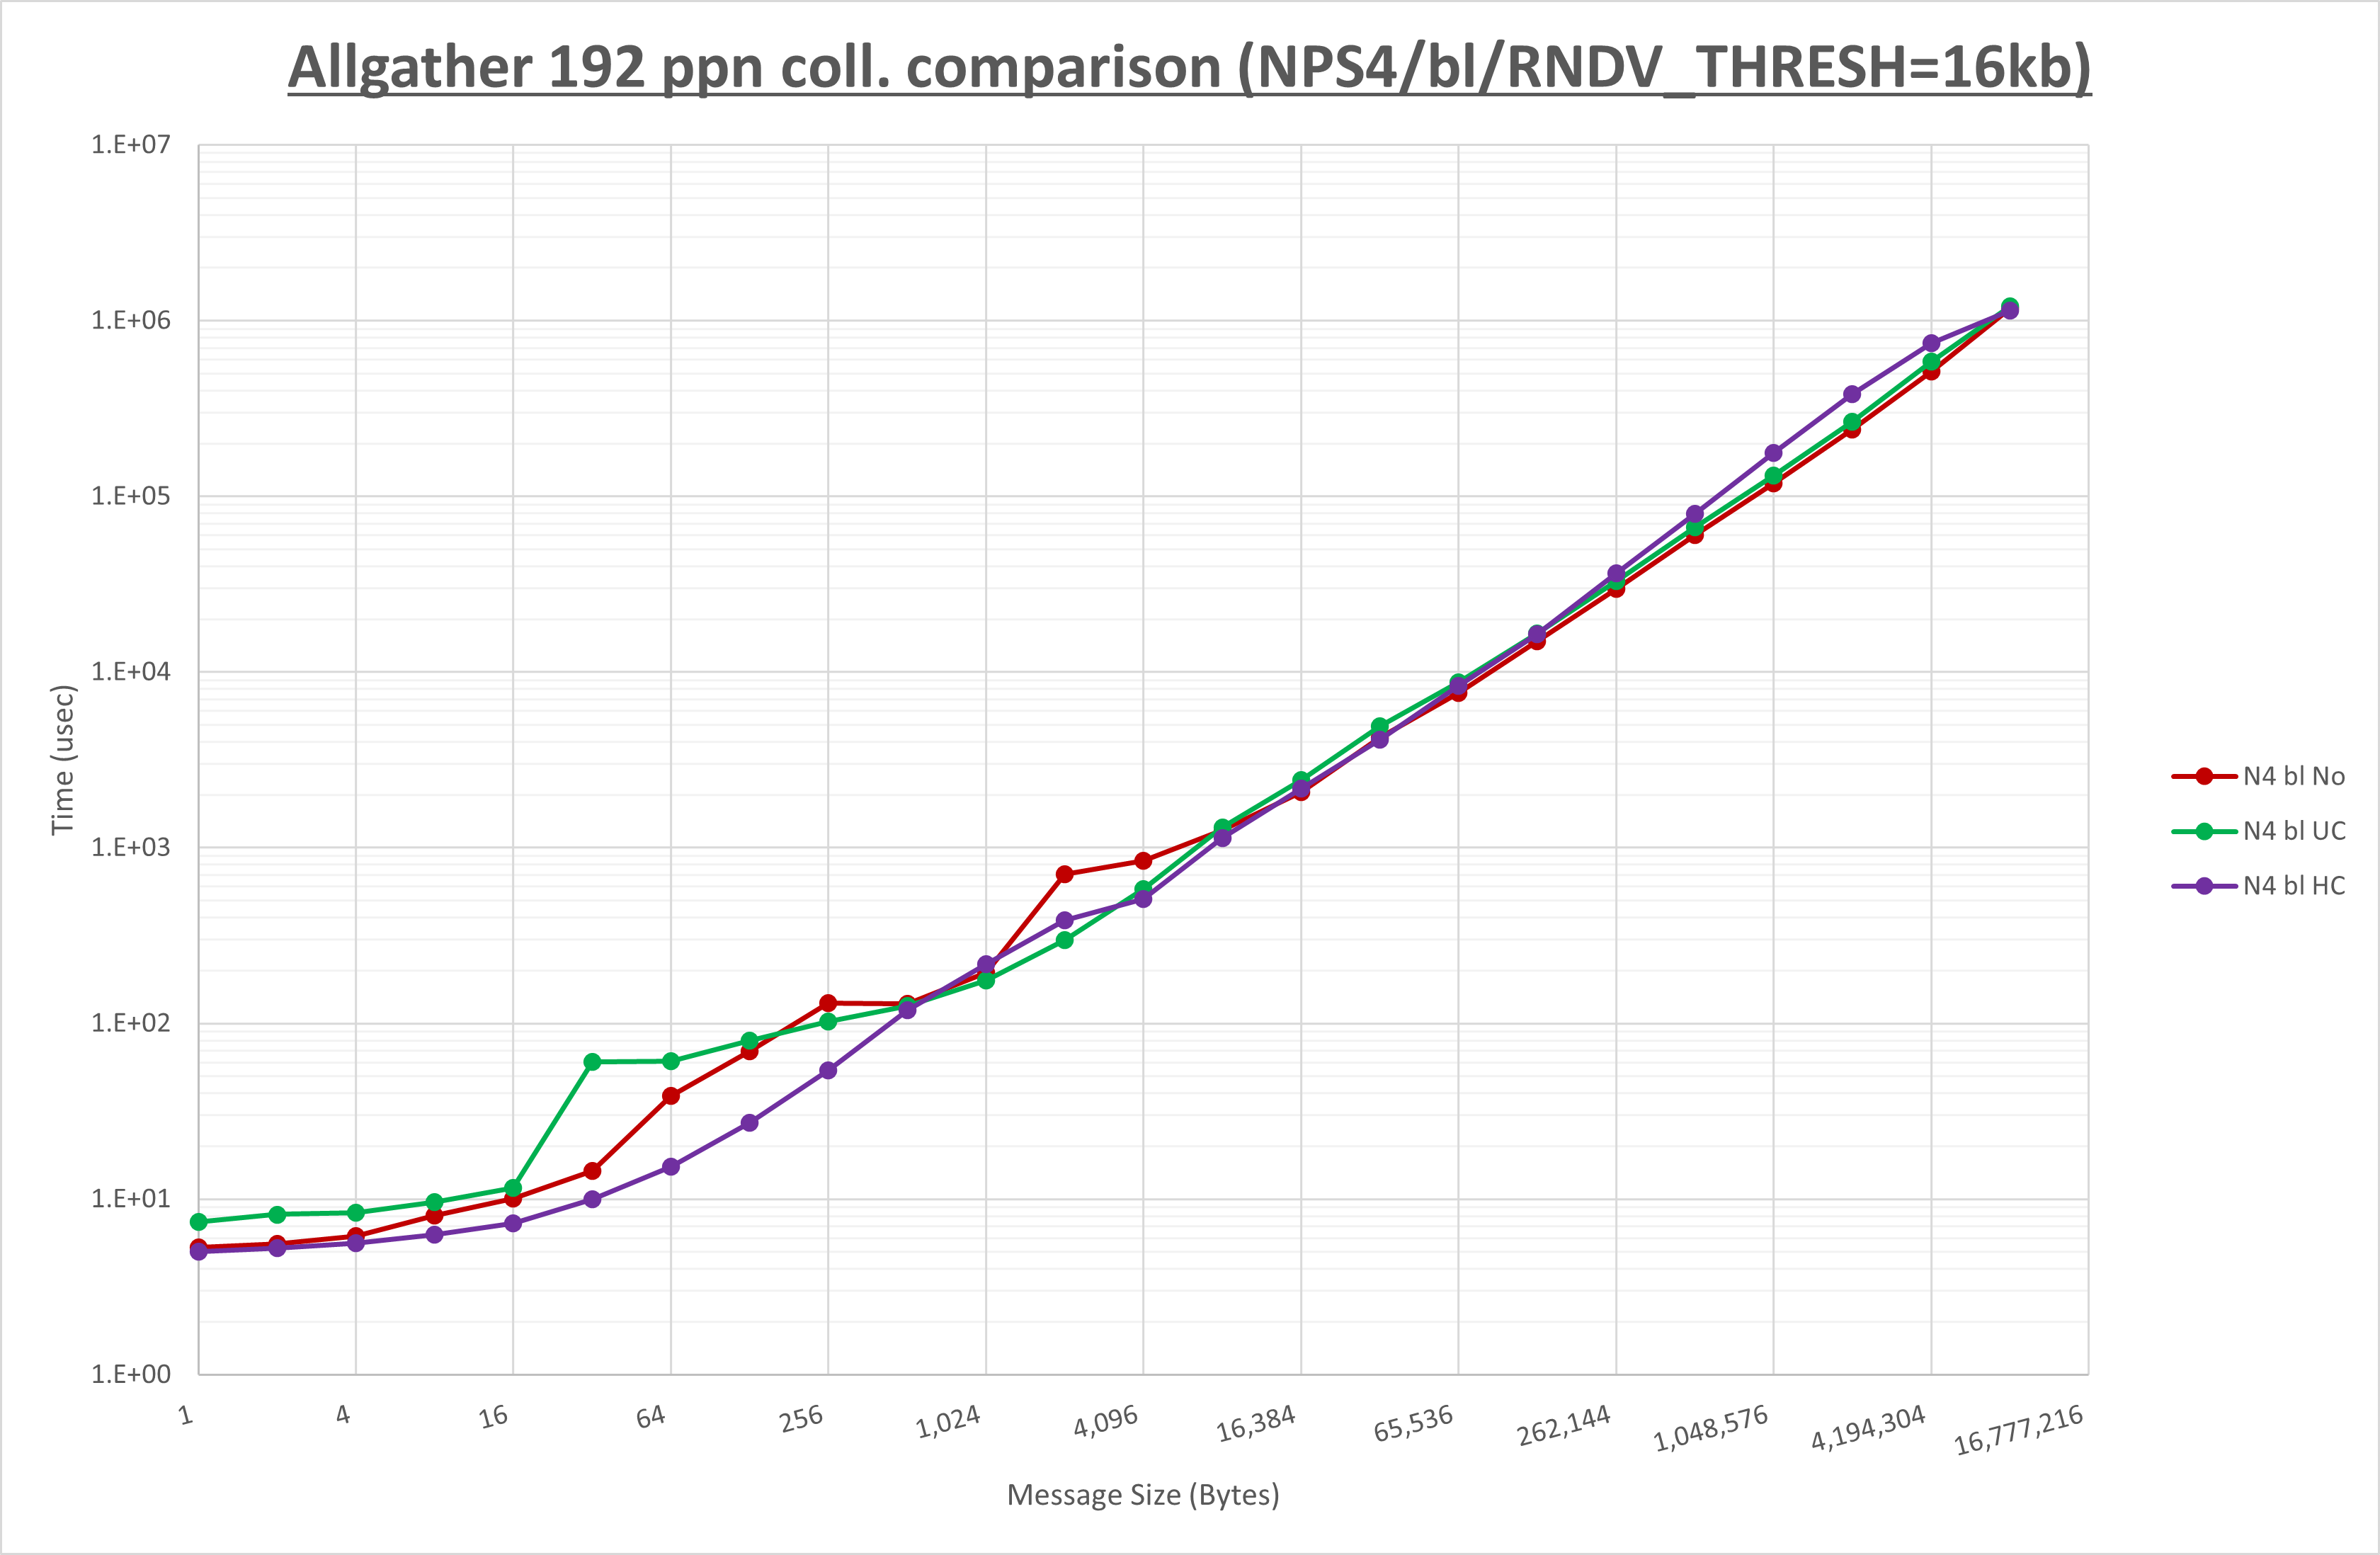 Allgather 192 ppn coll. comparison (NPS4/bl/RNDV_THRESH=16kb)
1.E+07
1.E+06
1.E+05
1.E+04
1.E+03
1.E+02
1.E+01
1.E+00
Time (usec)
N4 bl No
N4 bl UC
N4 bl HC
1 4 16 64 256 1,024 4,096 16,384 65,536 262,144 1,048,576 4,194,304 16,777,216
Message Size (Bytes)